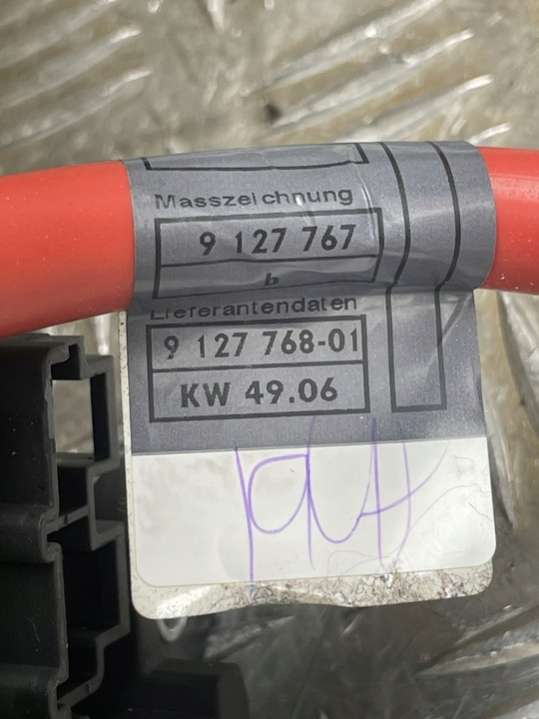 Masszeichnung
9 127 767
b
Lieferantendaten
9 127 768-01
KW 49.06